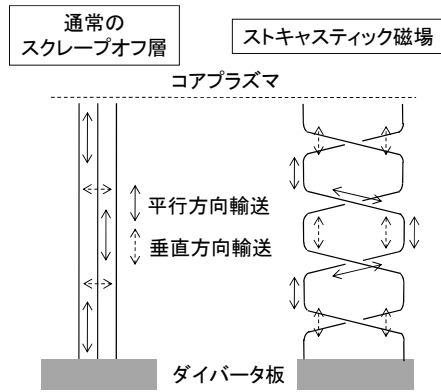 通常の
スクレープオフ層
ストキャスティック磁場
コアプラズマ
平行方向輸送
垂直方向輸送
ダイバータ板